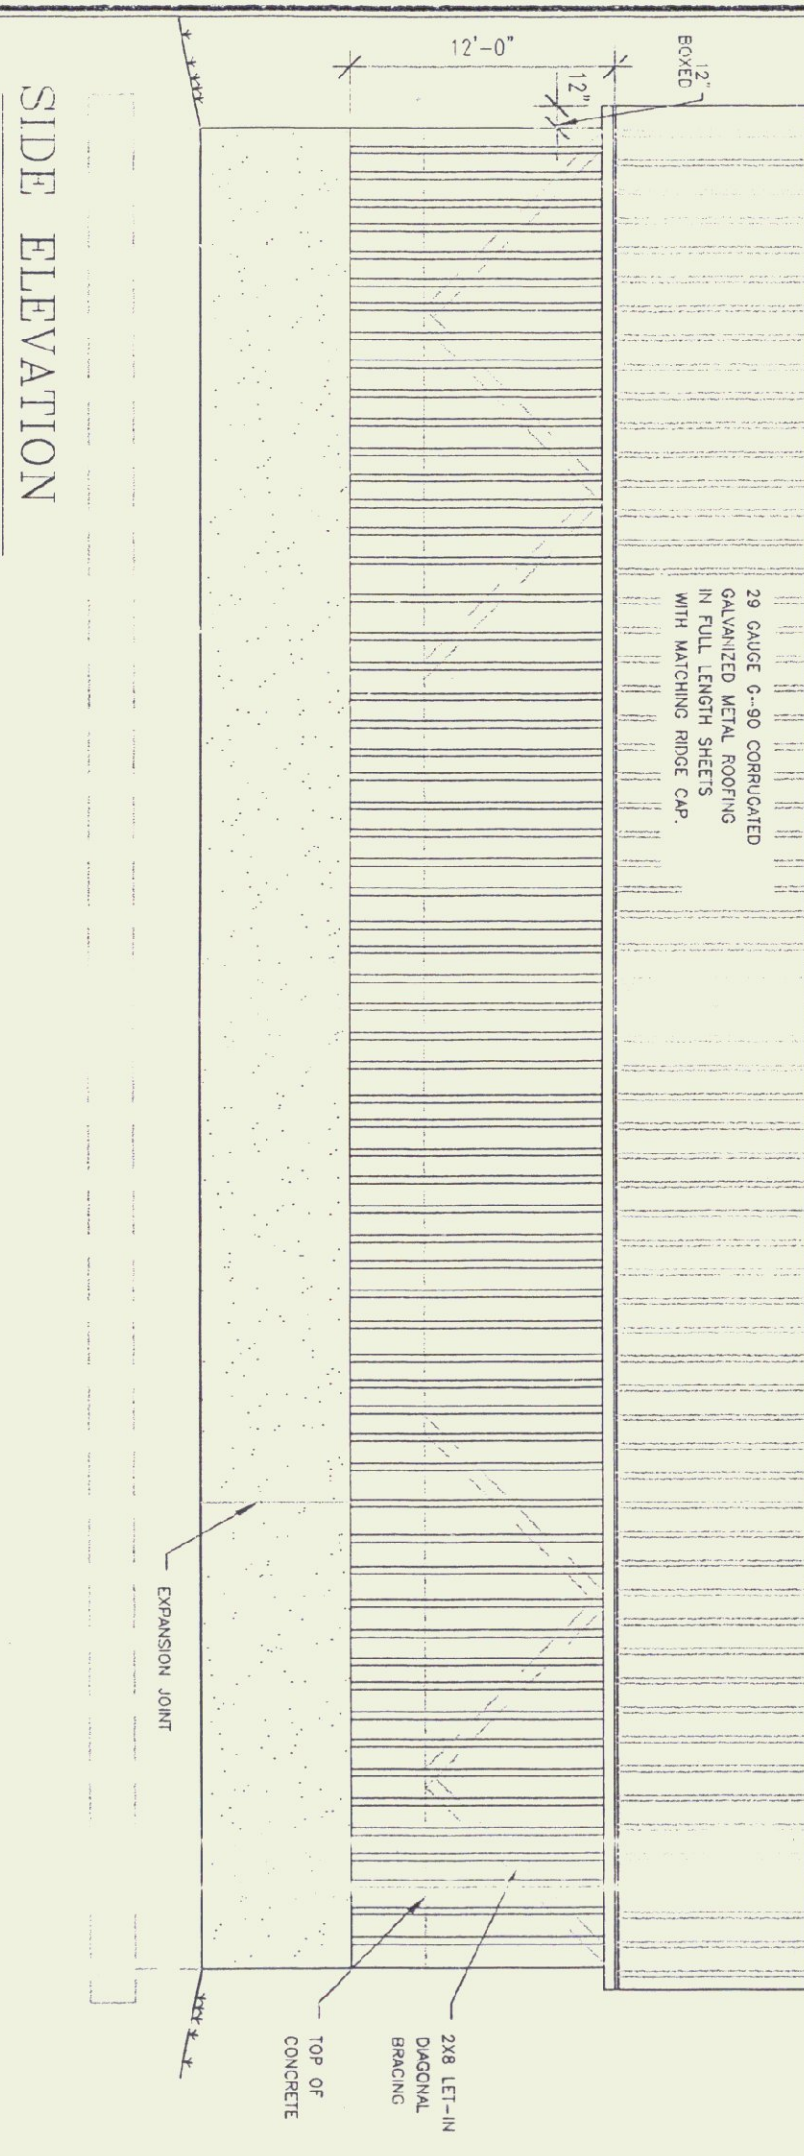 12"
BOXED
12'-0"
12"
29 GAUGE G-90 CORRUGATED
GALVANIZED METAL ROOFING
IN FULL LENGTH SHEETS
WITH MATCHING RIDGE CAP.
2X8 LET-IN
DIAGONAL
BRACING
TOP OF
CONCRETE
EXPANSION JOINT
SIDE ELEVATION